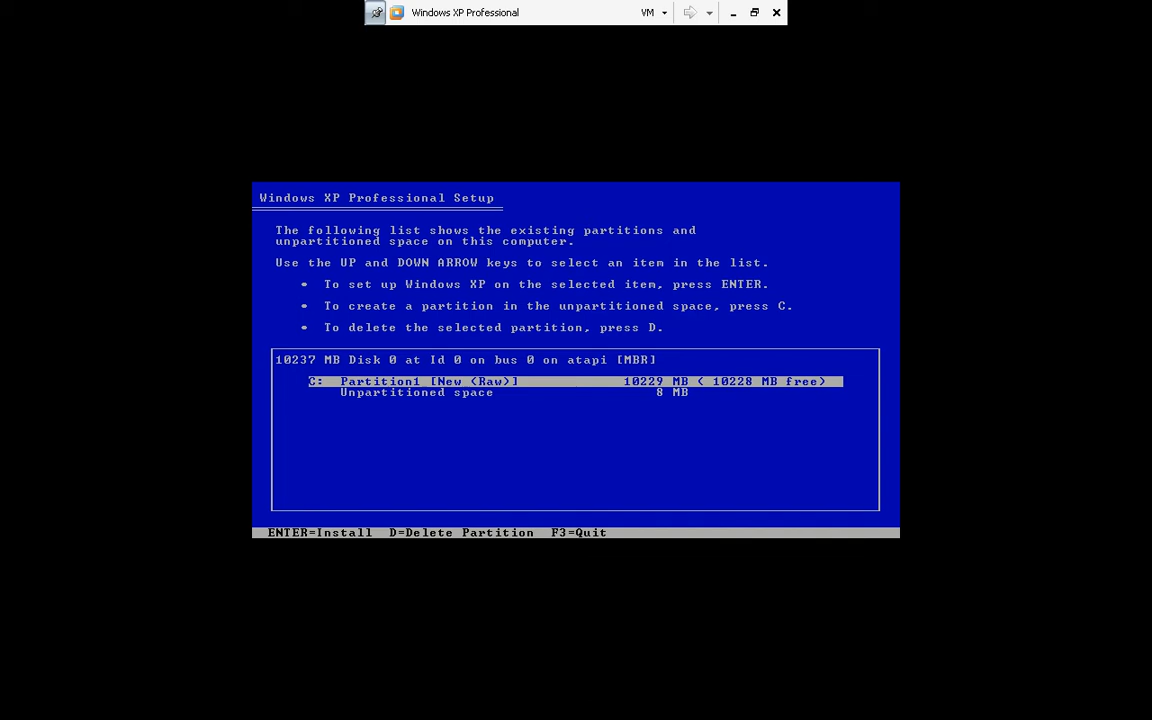 Windows XP Professional VM
Windows XP Professional Setup
The following list shows the existing partitions and
unpartitioned space on this computer.
Use the UP and DOWN ARROW keys to select an item in the list.
• To set up Windows XP on the selected item, press ENTER.
• To create a partition in the unpartitioned space, press C.
• To delete the selected partition, press D.
10237 MB Disk 0 at Id 0 on bus 0 on atapi [MBR]
C: Partition1 [New (Raw)] 10229 MB ( 10228 MB free)
Unpartitioned space 8 MB
ENTER=Install D=Delete Partition F3=Quit